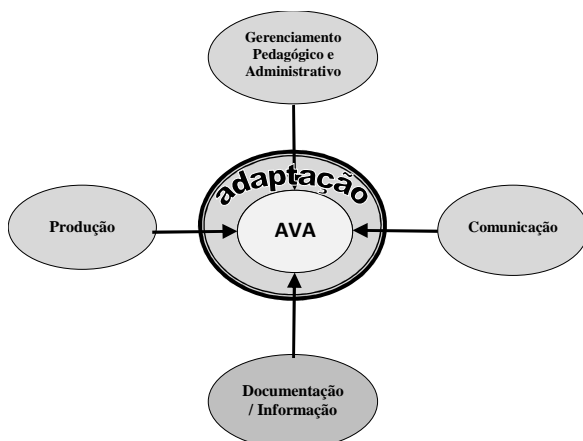 Gerenciamento
Pedagógico e
Administrativo
adaptação
Produção
AVA
Comunicação
Documentação
/ Informação